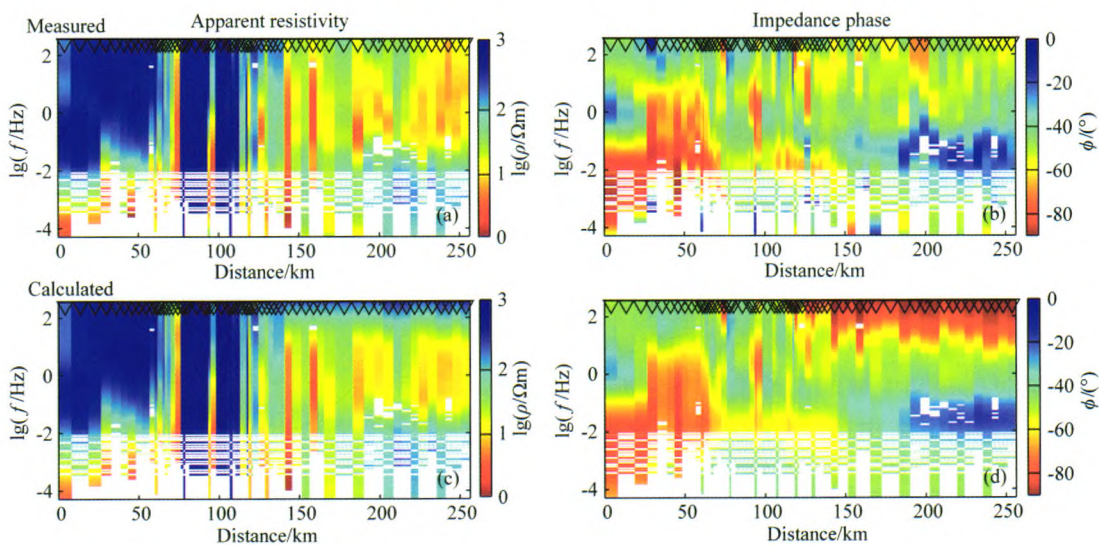 Measured
Apparent resistivity
Impedance phase
lg(f/Hz)
2
0
-2
-4
(a)
0 50 100 150 200 250
Distance/km
3
2
1
0
lg(ρ/Ωm)
lg(f/Hz)
2
0
-2
-4
(b)
0 50 100 150 200 250
Distance/km
0
-20
-40
-60
-80
ϕ/(°)
Calculated
lg(f/Hz)
2
0
-2
-4
(c)
0 50 100 150 200 250
Distance/km
3
2
1
0
lg(ρ/Ωm)
lg(f/Hz)
2
0
-2
-4
(d)
0 50 100 150 200 250
Distance/km
0
-20
-40
-60
-80
ϕ/(°)